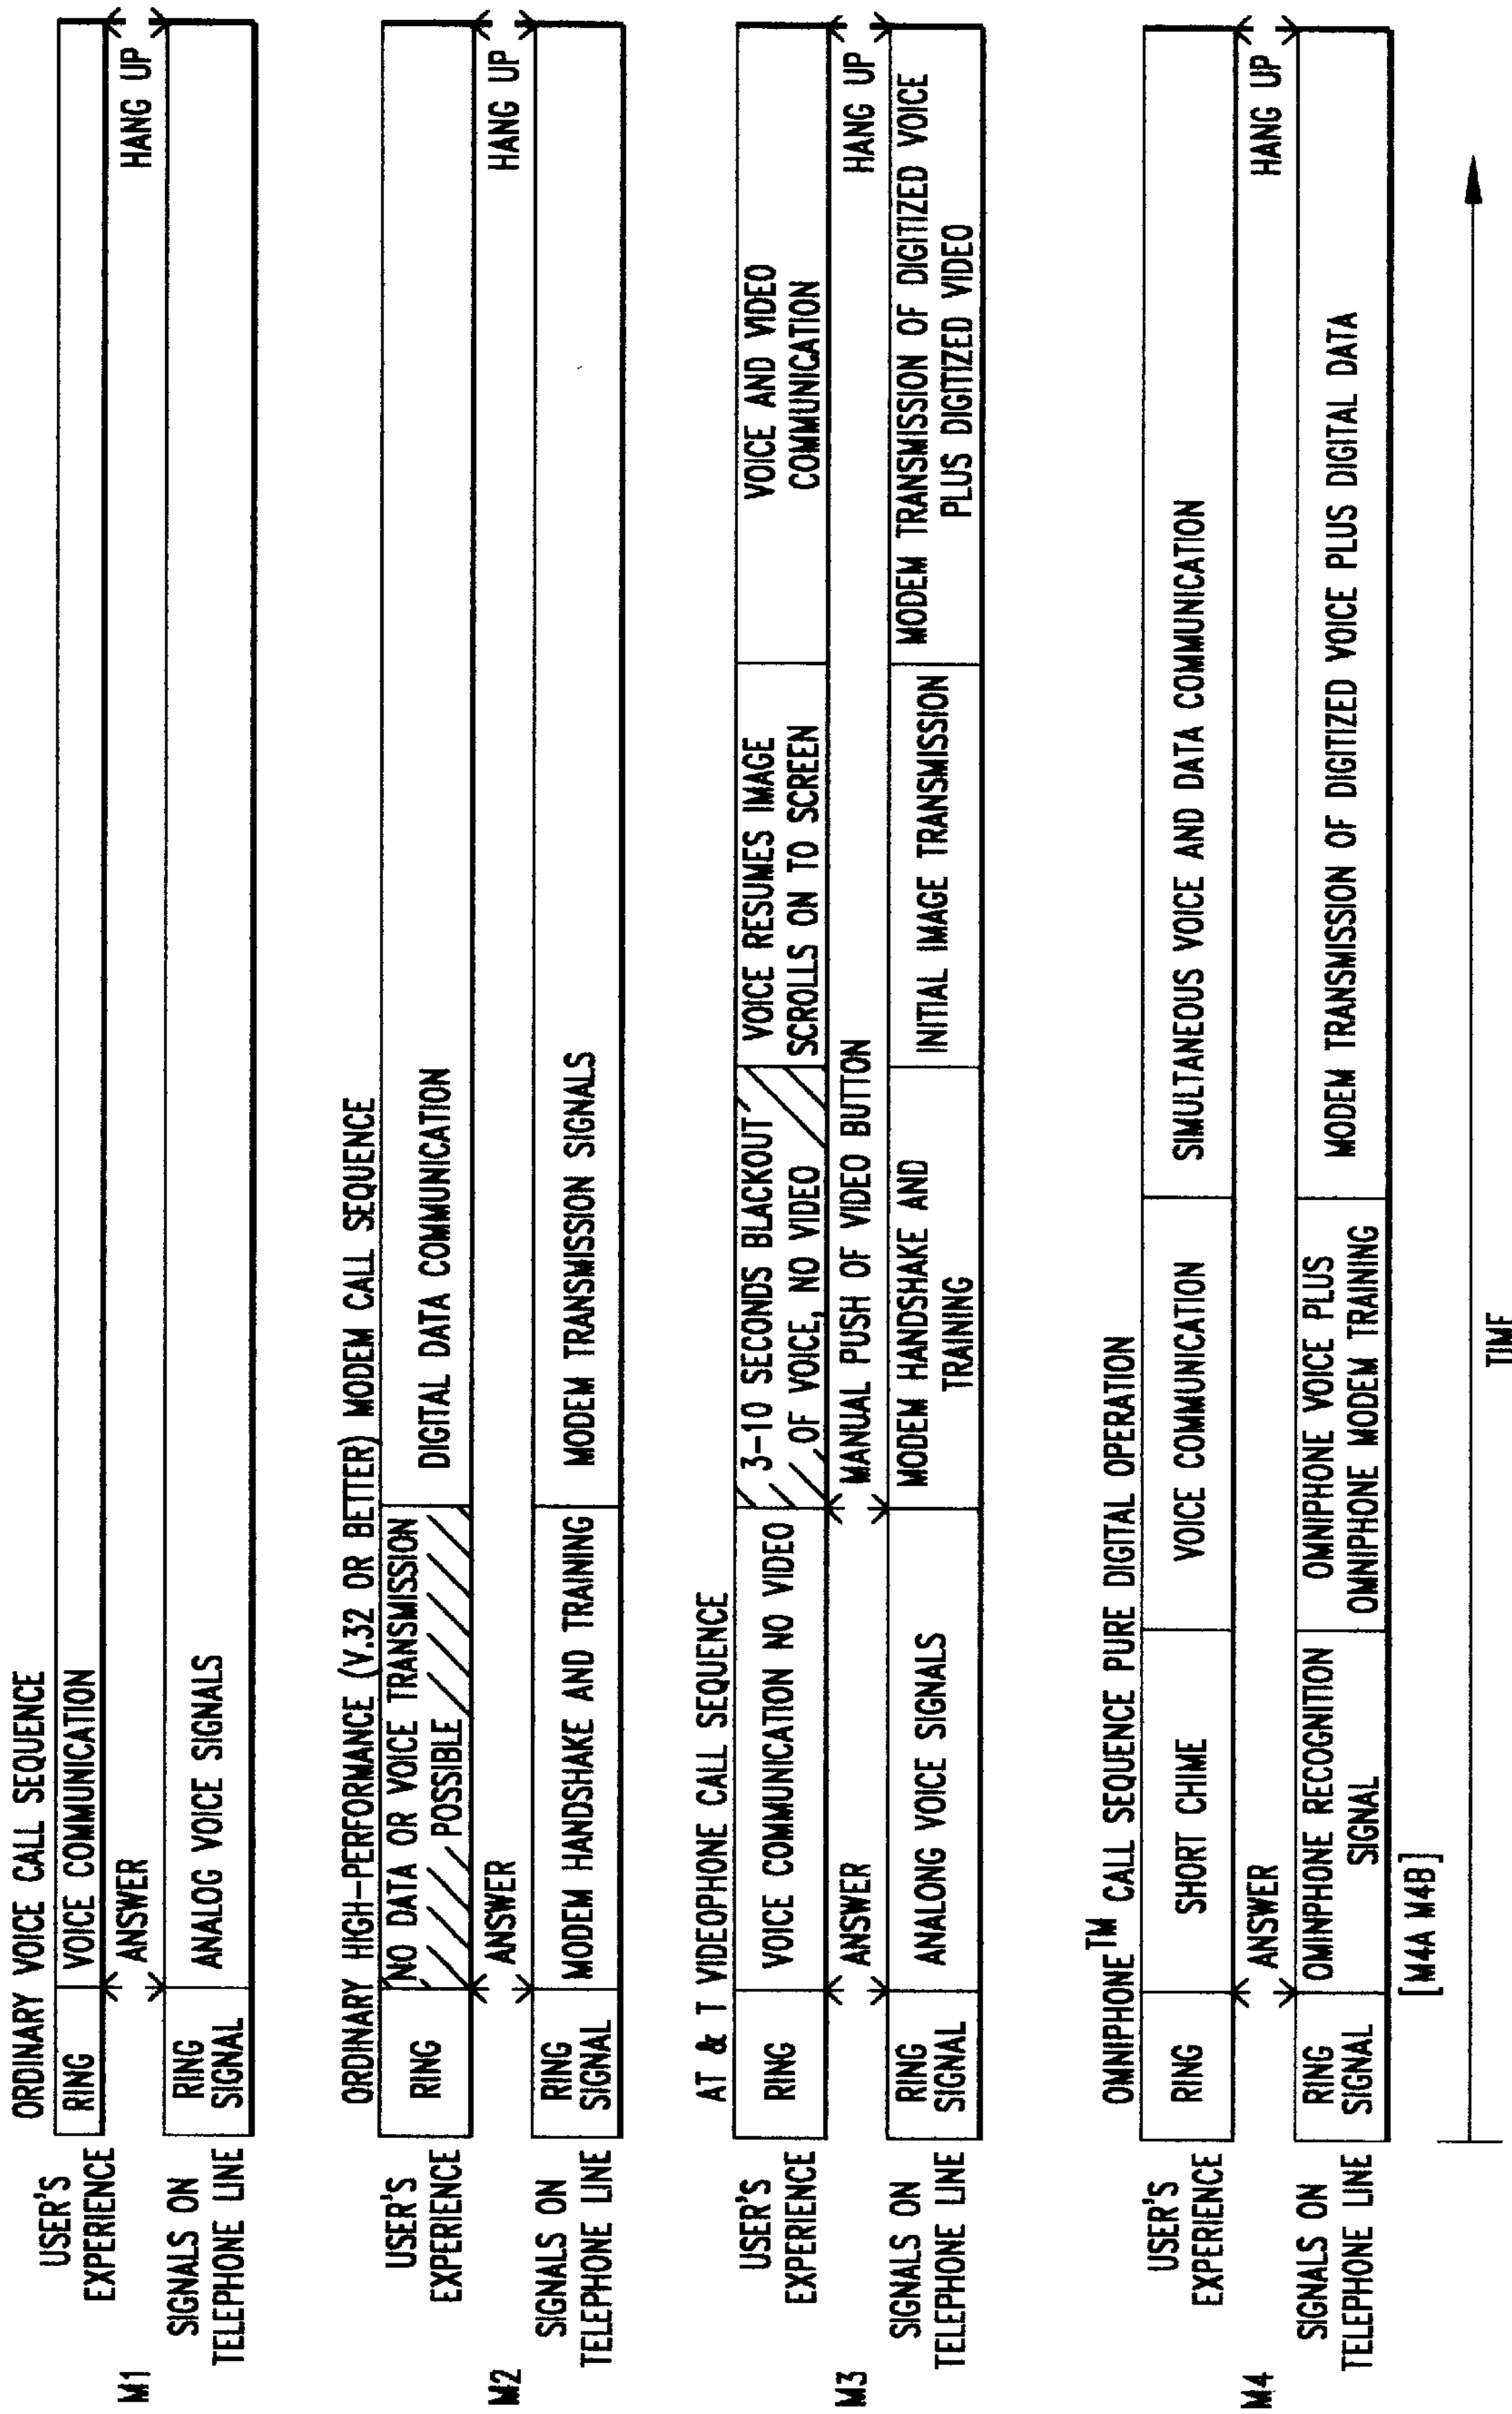 ORDINARY VOICE CALL SEQUENCE
M1
USER'S
EXPERIENCE
RING
VOICE COMMUNICATION
ANSWER
HANG UP
SIGNALS ON
TELEPHONE LINE
RING
SIGNAL
ANALOG VOICE SIGNALS
ORDINARY HIGH-PERFORMANCE (V.32 OR BETTER) MODEM CALL SEQUENCE
M2
USER'S
EXPERIENCE
RING
NO DATA OR VOICE TRANSMISSION
POSSIBLE
DIGITAL DATA COMMUNICATION
ANSWER
HANG UP
SIGNALS ON
TELEPHONE LINE
RING
SIGNAL
MODEM HANDSHAKE AND TRAINING
MODEM TRANSMISSION SIGNALS
AT & T VIDEOPHONE CALL SEQUENCE
M3
USER'S
EXPERIENCE
RING
VOICE COMMUNICATION NO VIDEO
3-10 SECONDS BLACKOUT
OF VOICE, NO VIDEO
VOICE RESUMES IMAGE
SCROLLS ON TO SCREEN
VOICE AND VIDEO
COMMUNICATION
ANSWER
MANUAL PUSH OF VIDEO BUTTON
HANG UP
SIGNALS ON
TELEPHONE LINE
RING
SIGNAL
ANALONG VOICE SIGNALS
MODEM HANDSHAKE AND
TRAINING
INITIAL IMAGE TRANSMISSION
MODEM TRANSMISSION OF DIGITIZED VOICE
PLUS DIGITIZED VIDEO
OMNIPHONE™ CALL SEQUENCE PURE DIGITAL OPERATION
M4
USER'S
EXPERIENCE
RING
SHORT CHIME
VOICE COMMUNICATION
SIMULTANEOUS VOICE AND DATA COMMUNICATION
ANSWER
HANG UP
SIGNALS ON
TELEPHONE LINE
RING
SIGNAL
OMINPHONE RECOGNITION
SIGNAL
OMNIPHONE VOICE PLUS
OMNIPHONE MODEM TRAINING
MODEM TRANSMISSION OF DIGITIZED VOICE PLUS DIGITAL DATA
[M4A M4B]
TIME